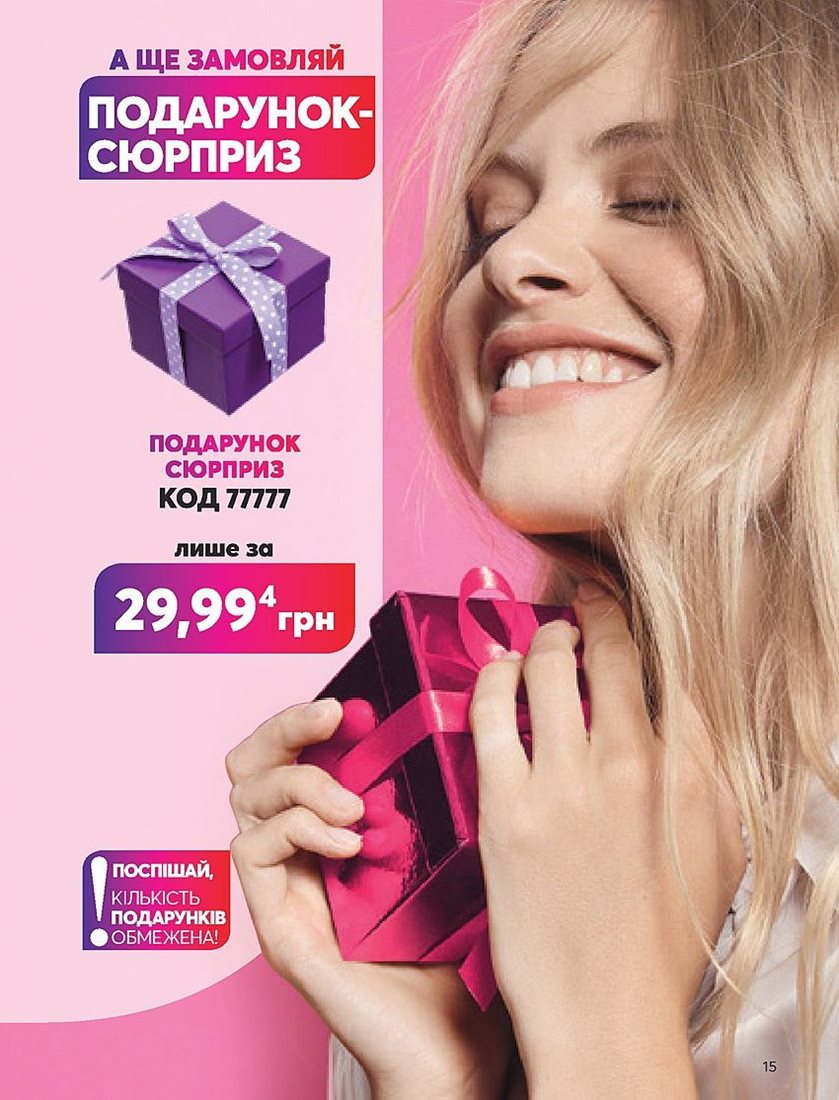 А ЩЕ ЗАМОВЛЯЙ
ПОДАРУНОК-
СЮРПРИЗ
ПОДАРУНОК
СЮРПРИЗ
КОД 77777
лише за
29,99⁴ грн
! ПОСПІШАЙ,
КІЛЬКІСТЬ
ПОДАРУНКІВ
ОБМЕЖЕНА!
15